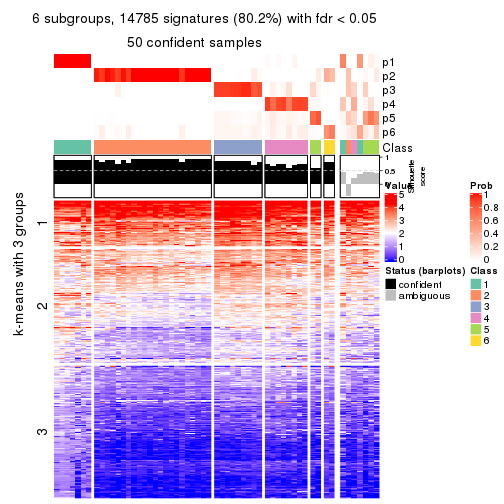 6 subgroups, 14785 signatures (80.2%) with fdr < 0.05
50 confident samples
p1
p2
p3
p4
p5
p6
Class
1
0.5
0
Silhouette
score
k-means with 3 groups
1
2
3
Value
5
4
3
2
1
0
Status (barplots)
confident
ambiguous
Prob
1
0.8
0.6
0.4
0.2
0
Class
1
2
3
4
5
6